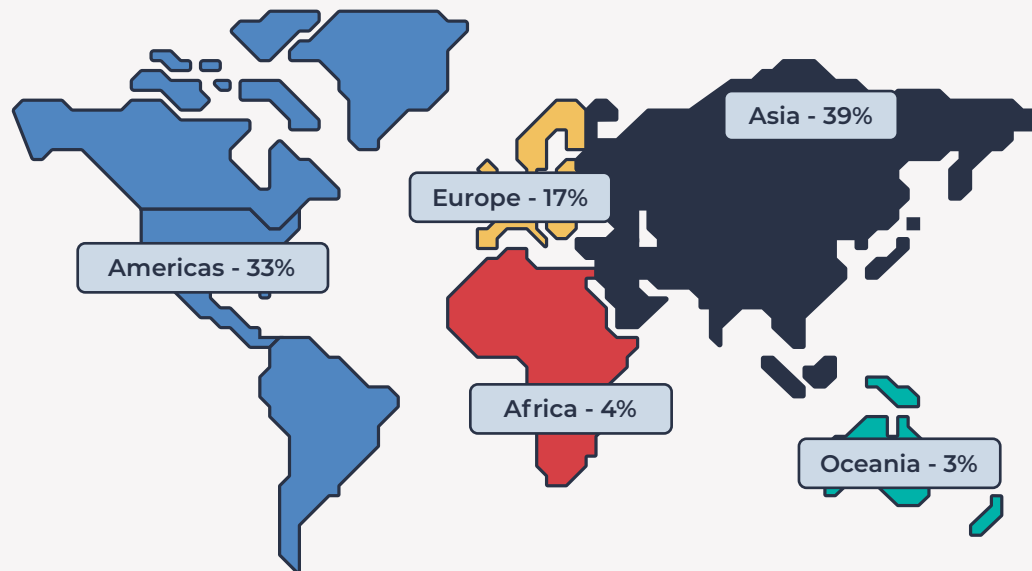 Asia - 39%
Europe - 17%
Americas - 33%
Africa - 4%
Oceania - 3%